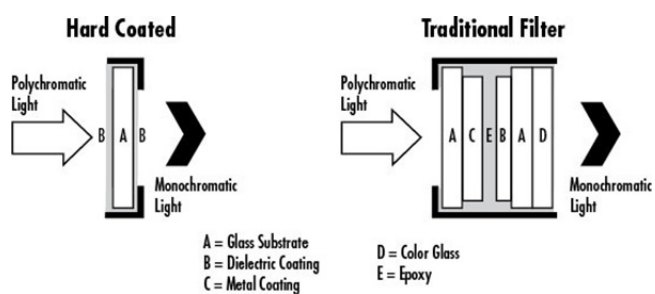 Hard Coated
Polychromatic
Light
B A B
Monochromatic
Light
Traditional Filter
Polychromatic
Light
A C E B A D
Monochromatic
Light
A = Glass Substrate
B = Dielectric Coating
C = Metal Coating
D = Color Glass
E = Epoxy